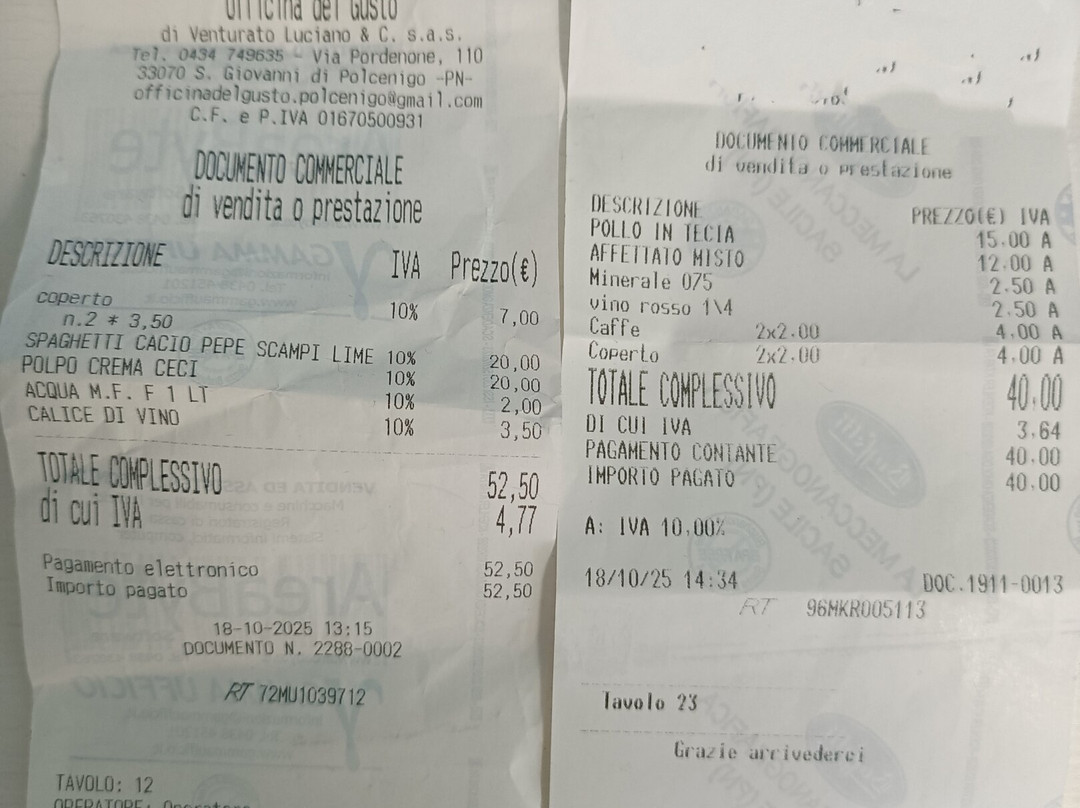 Officina del Gusto
di Venturato Luciano & C. s.a.s.
Tel. 0434 749635 - Via Pordenone, 110
33070 S. Giovanni di Polcenigo -PN-
officinadelgusto.polcenigo@gmail.com
C.F. e P.IVA 01670500931
DOCUMENTO COMMERCIALE
di vendita o prestazione
DESCRIZIONE IVA Prezzo(€)
coperto
n.2 * 3,50 10% 7,00
SPAGHETTI CACIO PEPE SCAMPI LIME 10% 20,00
POLPO CREMA CECI 10% 20,00
ACQUA M.F. F 1 LT 10% 2,00
CALICE DI VINO 10% 3,50
TOTALE COMPLESSIVO 52,50
di cui IVA 4,77
Pagamento elettronico 52,50
Importo pagato 52,50
18-10-2025 13:15
DOCUMENTO N. 2288-0002
RT 72MU1039712
TAVOLO: 12
OPERATORE: Operatore
DOCUMENTO COMMERCIALE
di vendita o prestazione
DESCRIZIONE PREZZO(€) IVA
POLLO IN TECIA 15.00 A
AFFETTATO MISTO 12.00 A
Minerale 075 2.50 A
vino rosso 1\4 2.50 A
Caffe 2x2.00 4.00 A
Coperto 2x2.00 4.00 A
TOTALE COMPLESSIVO 40.00
DI CUI IVA 3.64
PAGAMENTO CONTANTE 40.00
IMPORTO PAGATO 40.00
A: IVA 10,00%
18/10/25 14:34 DOC.1911-0013
RT 96MKR005113
Tavolo 23
Grazie arrivederci